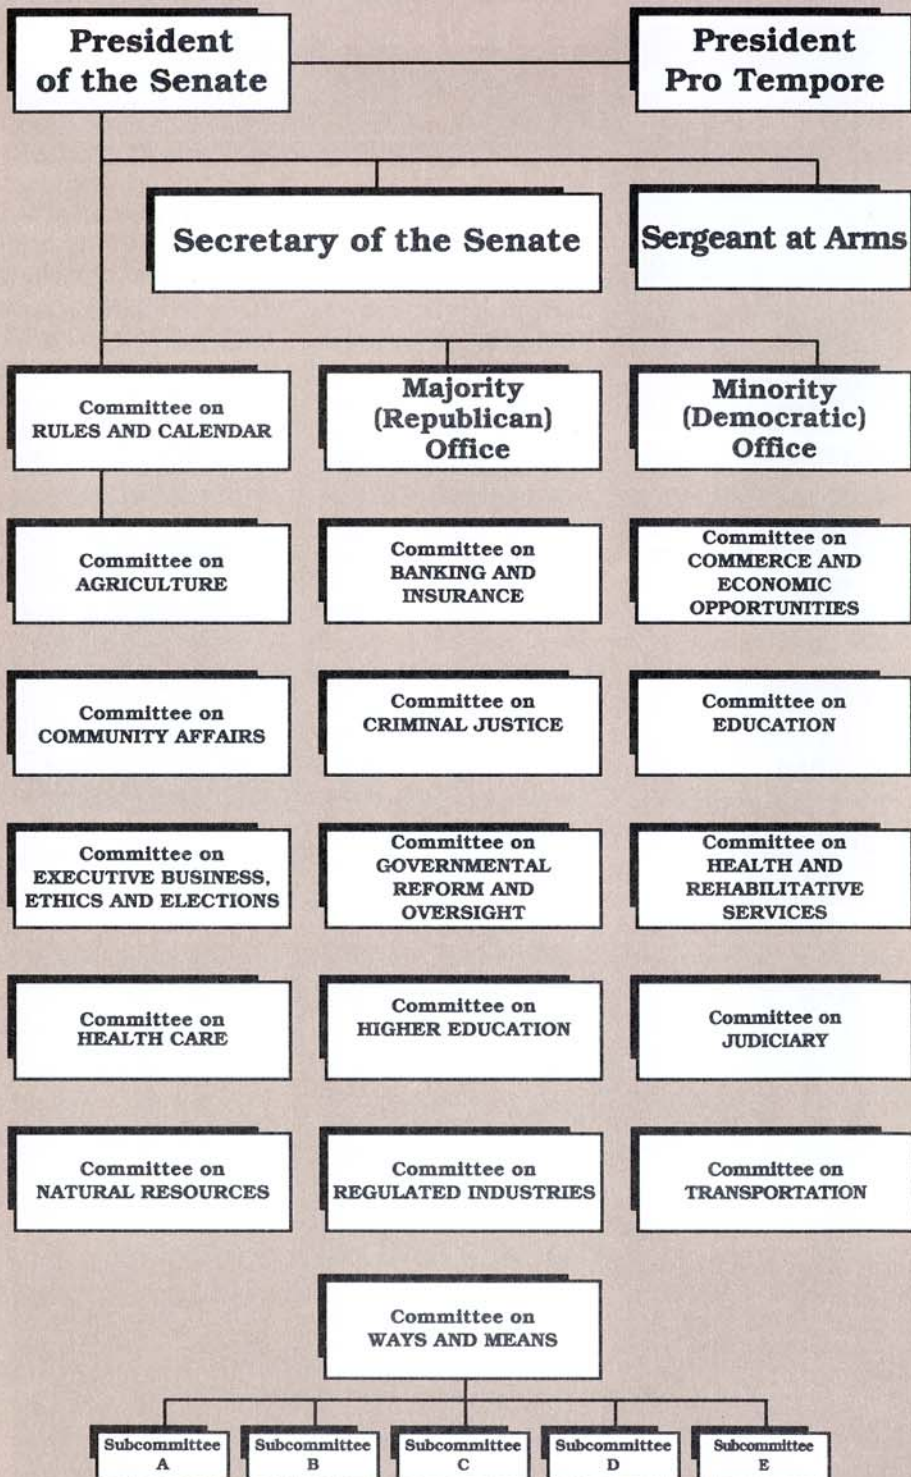 President
of the Senate
President
Pro Tempore
Secretary of the Senate
Sergeant at Arms
Committee on
RULES AND CALENDAR
Majority
(Republican)
Office
Minority
(Democratic)
Office
Committee on
AGRICULTURE
Committee on
BANKING AND
INSURANCE
Committee on
COMMERCE AND
ECONOMIC
OPPORTUNITIES
Committee on
COMMUNITY AFFAIRS
Committee on
CRIMINAL JUSTICE
Committee on
EDUCATION
Committee on
EXECUTIVE BUSINESS,
ETHICS AND ELECTIONS
Committee on
GOVERNMENTAL
REFORM AND
OVERSIGHT
Committee on
HEALTH AND
REHABILITATIVE
SERVICES
Committee on
HEALTH CARE
Committee on
HIGHER EDUCATION
Committee on
JUDICIARY
Committee on
NATURAL RESOURCES
Committee on
REGULATED INDUSTRIES
Committee on
TRANSPORTATION
Committee on
WAYS AND MEANS
Subcommittee
A
Subcommittee
B
Subcommittee
C
Subcommittee
D
Subcommittee
E